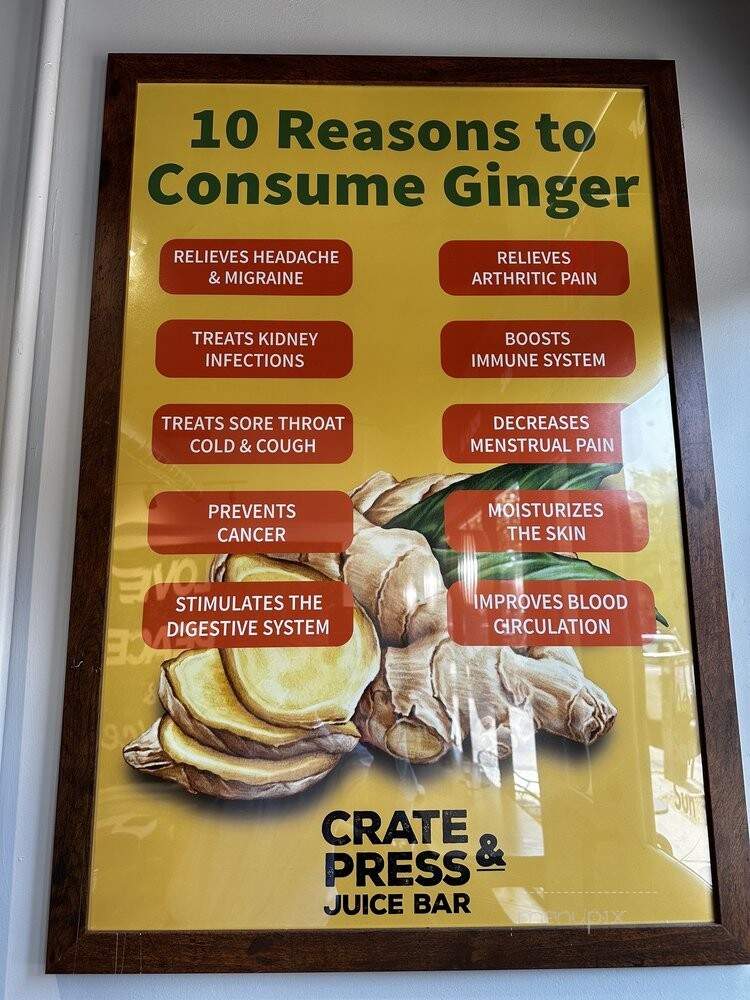 10 Reasons to
Consume Ginger
RELIEVES HEADACHE
& MIGRAINE
RELIEVES
ARTHRITIC PAIN
TREATS KIDNEY
INFECTIONS
BOOSTS
IMMUNE SYSTEM
TREATS SORE THROAT
COLD & COUGH
DECREASES
MENSTRUAL PAIN
PREVENTS
CANCER
MOISTURIZES
THE SKIN
STIMULATES THE
DIGESTIVE SYSTEM
IMPROVES BLOOD
CIRCULATION
CRATE
&
PRESS
JUICE BAR
menupix